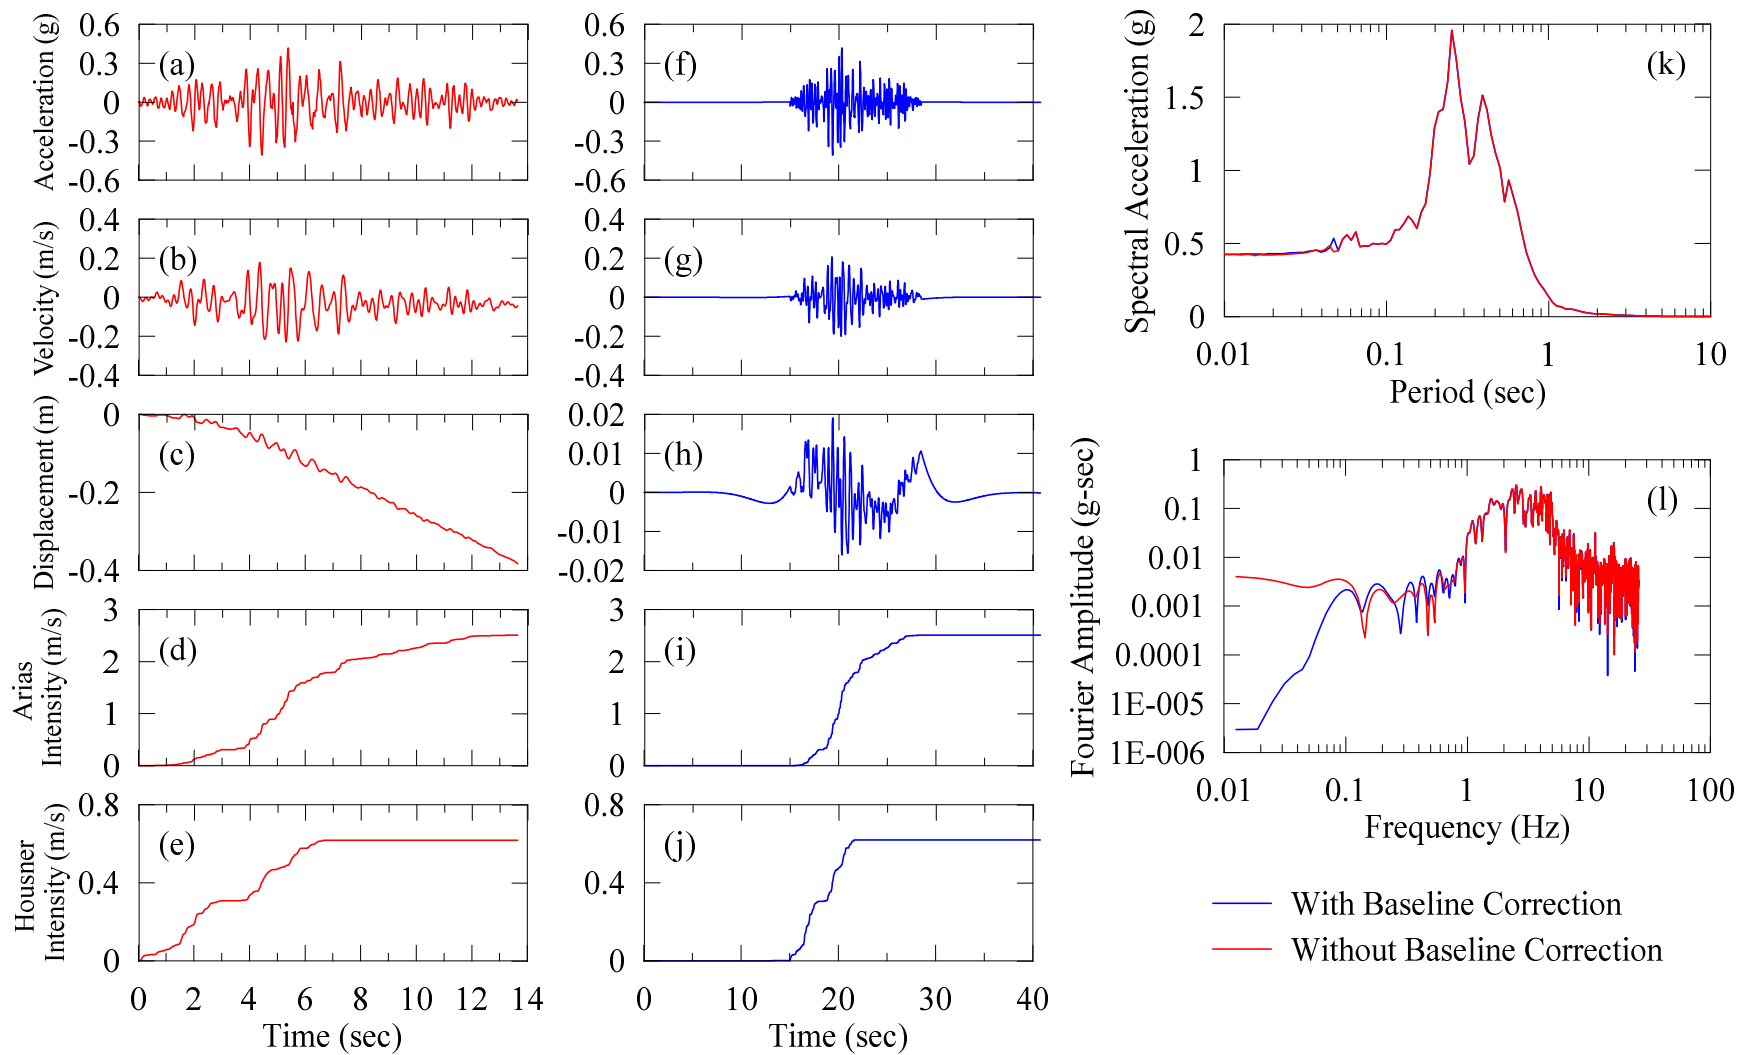 Acceleration (g)
0.6
0.3
0
-0.3
-0.6
(a)
Velocity (m/s)
0.4
0.2
0
-0.2
-0.4
(b)
Displacement (m)
0
-0.2
-0.4
(c)
Arias
Intensity (m/s)
3
2
1
0
(d)
Housner
Intensity (m/s)
0.8
0.4
0
(e)
0 2 4 6 8 10 12 14
Time (sec)
0.6
0.3
0
-0.3
-0.6
(f)
0.4
0.2
0
-0.2
-0.4
(g)
0.02
0.01
0
-0.01
-0.02
(h)
3
2
1
0
(i)
0.8
0.4
0
(j)
0 10 20 30 40
Time (sec)
Spectral Acceleration (g)
2
1.5
1
0.5
0
(k)
0.01 0.1 1 10
Period (sec)
Fourier Amplitude (g-sec)
1
0.1
0.01
0.001
0.0001
1E-005
1E-006
(l)
0.01 0.1 1 10 100
Frequency (Hz)
With Baseline Correction
Without Baseline Correction